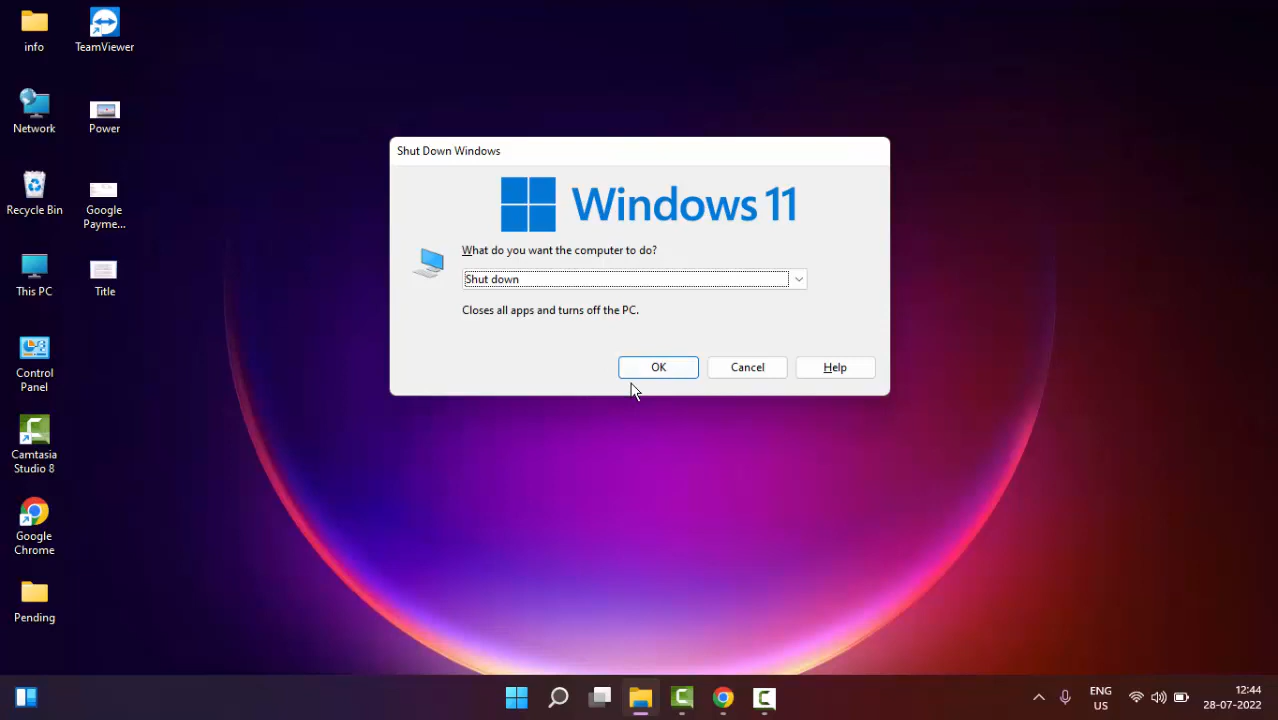 info
TeamViewer
Network
Power
Recycle Bin
Google
Payme...
This PC
Title
Control
Panel
Camtasia
Studio 8
Google
Chrome
Pending
Shut Down Windows
Windows 11
What do you want the computer to do?
Shut down
Closes all apps and turns off the PC.
OK
Cancel
Help
ENG
US
12:44
28-07-2022